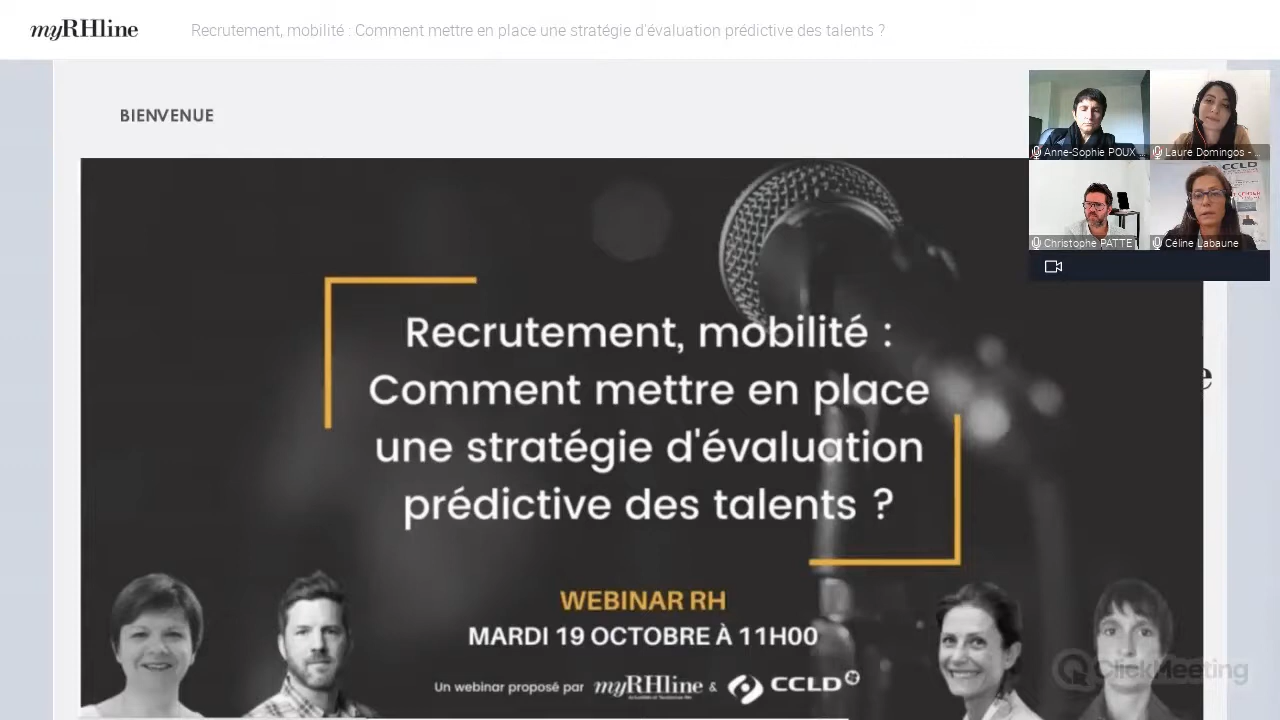 myRHline
Recrutement, mobilité : Comment mettre en place une stratégie d'évaluation prédictive des talents ?
BIENVENUE
Anne-Sophie POUX ...
Laure Domingos - ...
CCLD
Christophe PATTE
Céline Labaune
Recrutement, mobilité :
Comment mettre en place
une stratégie d'évaluation
prédictive des talents ?
e
WEBINAR RH
MARDI 19 OCTOBRE À 11H00
Un webinar proposé par myRHline & CCLD
ClickMeeting